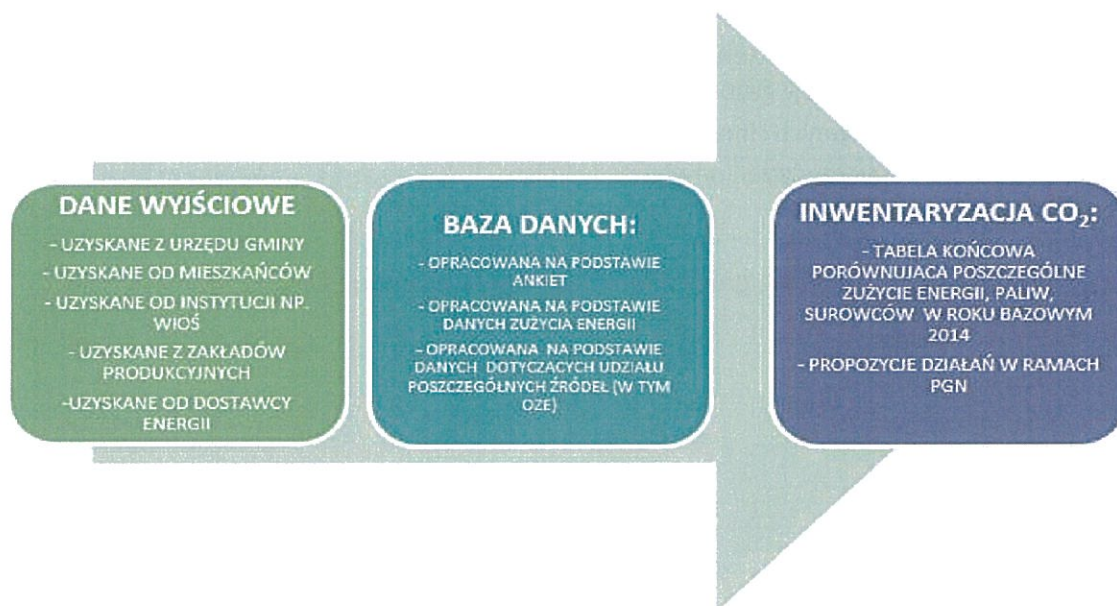 DANE WYJŚCIOWE
- UZYSKANE Z URZĘDU GMINY
- UZYSKANE OD MIESZKAŃCÓW
- UZYSKANE OD INSTYTUCJI NP.
WIOŚ
- UZYSKANE Z ZAKŁADÓW
PRODUKCYJNYCH
-UZYSKANE OD DOSTAWCY
ENERGII
BAZA DANYCH:
- OPRACOWANA NA PODSTAWIE
ANKIET
- OPRACOWANA NA PODSTAWIE
DANYCH ZUŻYCIA ENERGII
- OPRACOWANA NA PODSTAWIE
DANYCH DOTYCZĄCYCH UDZIAŁU
POSZCZEGÓLNYCH ŹRÓDEŁ (W TYM
OZE)
INWENTARYZACJA CO₂:
- TABELA KOŃCOWA
PORÓWNUJACA POSZCZEGÓLNE
ZUŻYCIE ENERGII, PALIW,
SUROWCÓW W ROKU BAZOWYM
2014
- PROPOZYCJE DZIAŁAŃ W RAMACH
PGN